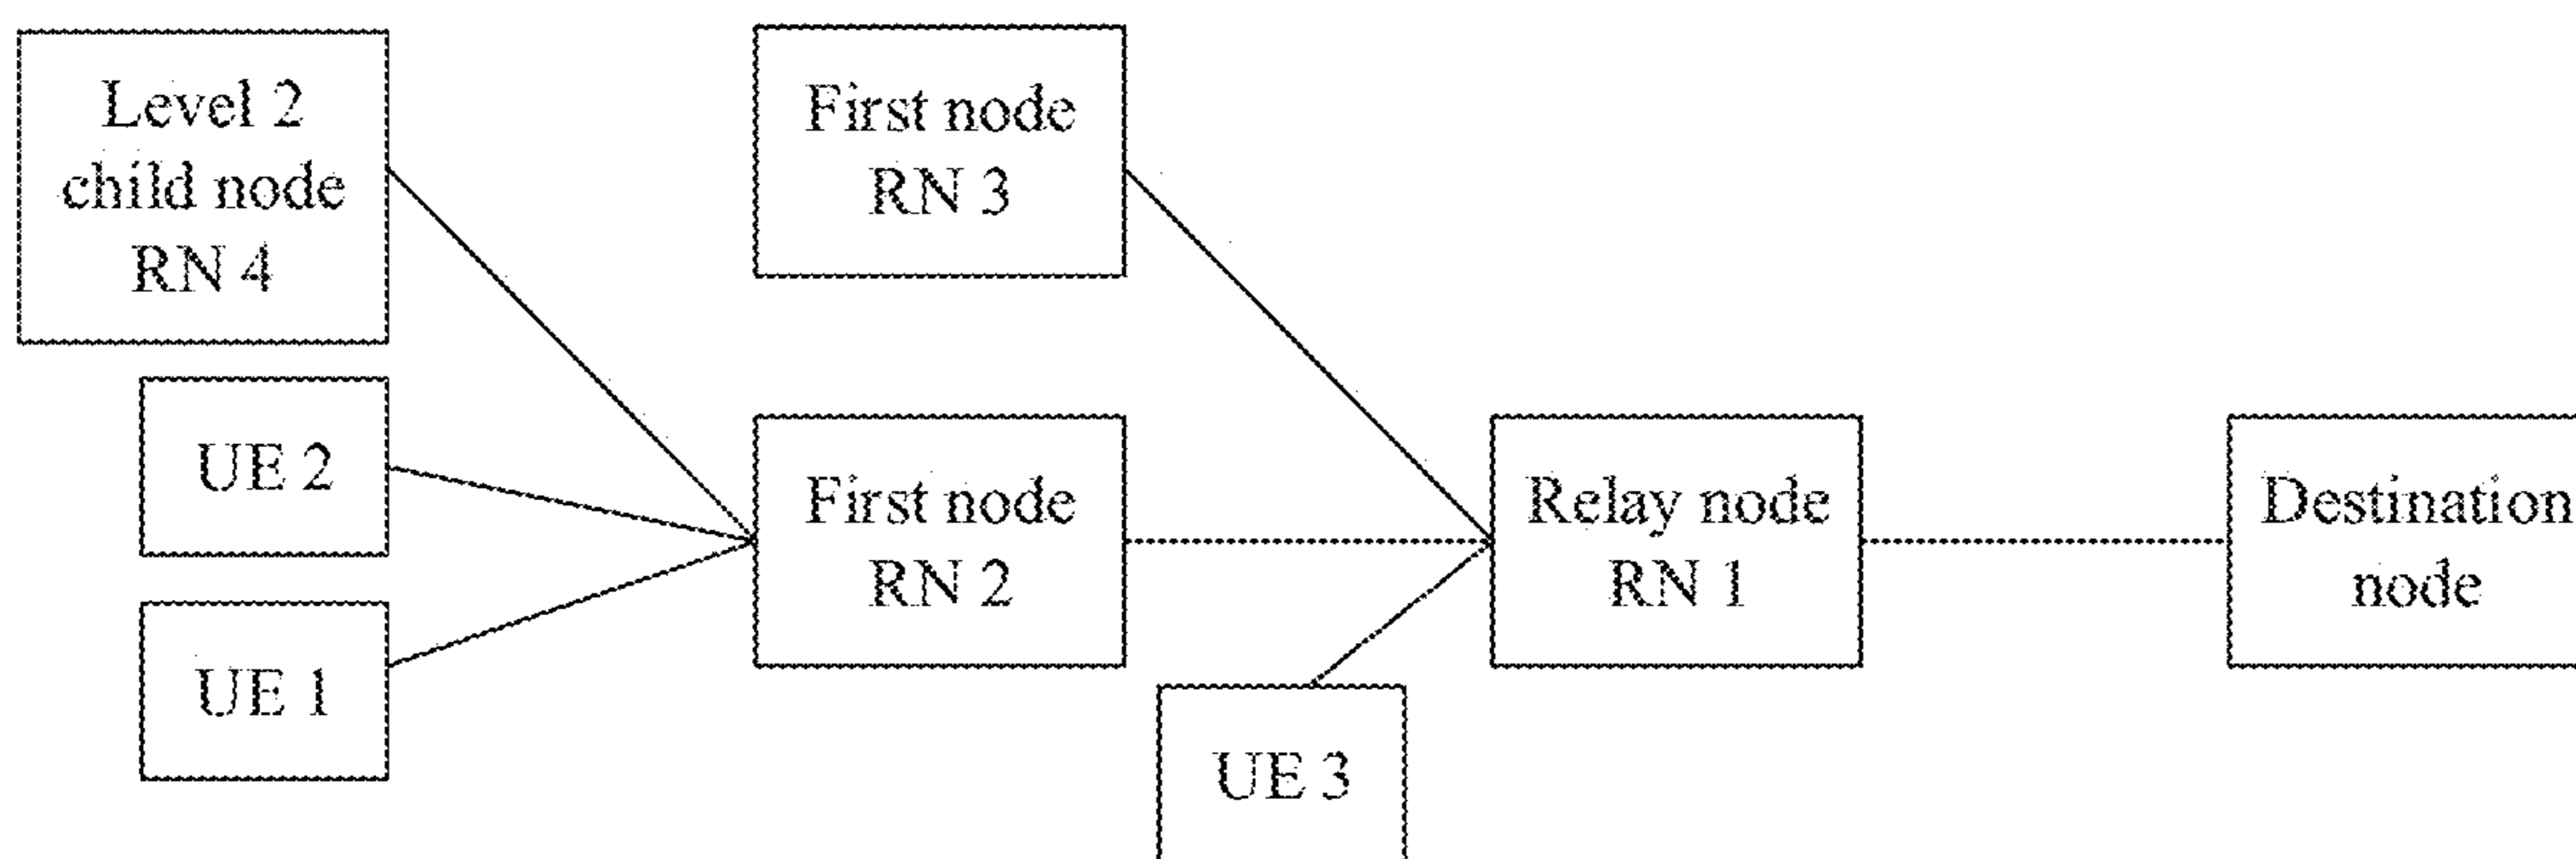 Level 2
child node
RN 4
First node
RN 3
UE 2
First node
RN 2
Relay node
RN 1
Destination
node
UE 1
UE 3